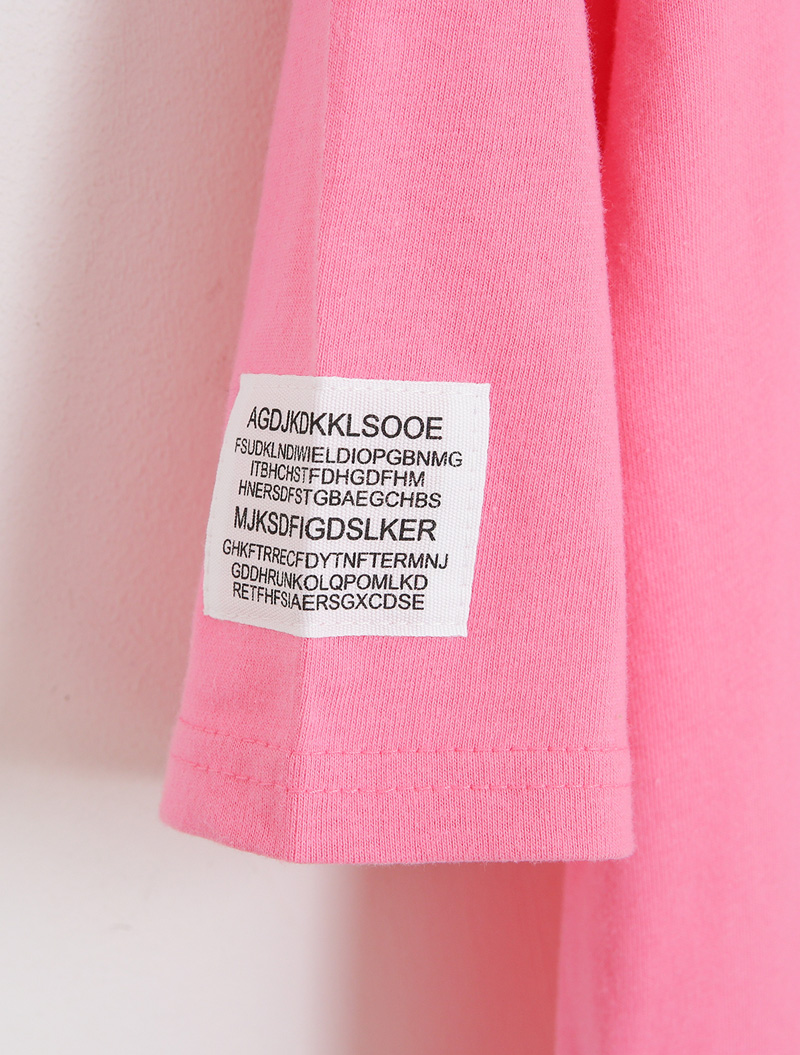 AGDJKDKKLSOOE
FSUDKLNDIWIELDIOPGBNMG
ITBHCHSTFDHGDFHM
HNERSDFSTGBAEGCHBS
MJKSDFIGDSLKER
GHKFTRRECFDYTNFTERMNJ
GDDHRUNKOLQPOMLKD
RETFHFSIAERSGXCDSE